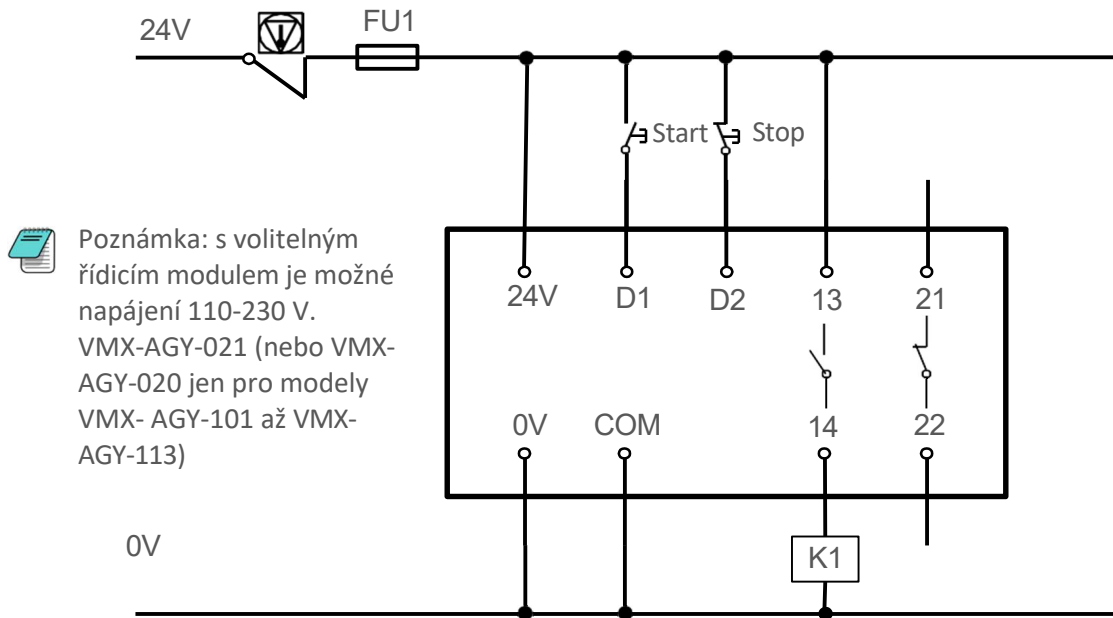 24V
FU1
Start
Stop
Poznámka: s volitelným
řídicím modulem je možné
napájení 110-230 V.
VMX-AGY-021 (nebo VMX-
AGY-020 jen pro modely
VMX- AGY-101 až VMX-
AGY-113)
24V D1 D2 13 21
0V COM 14 22
0V
K1